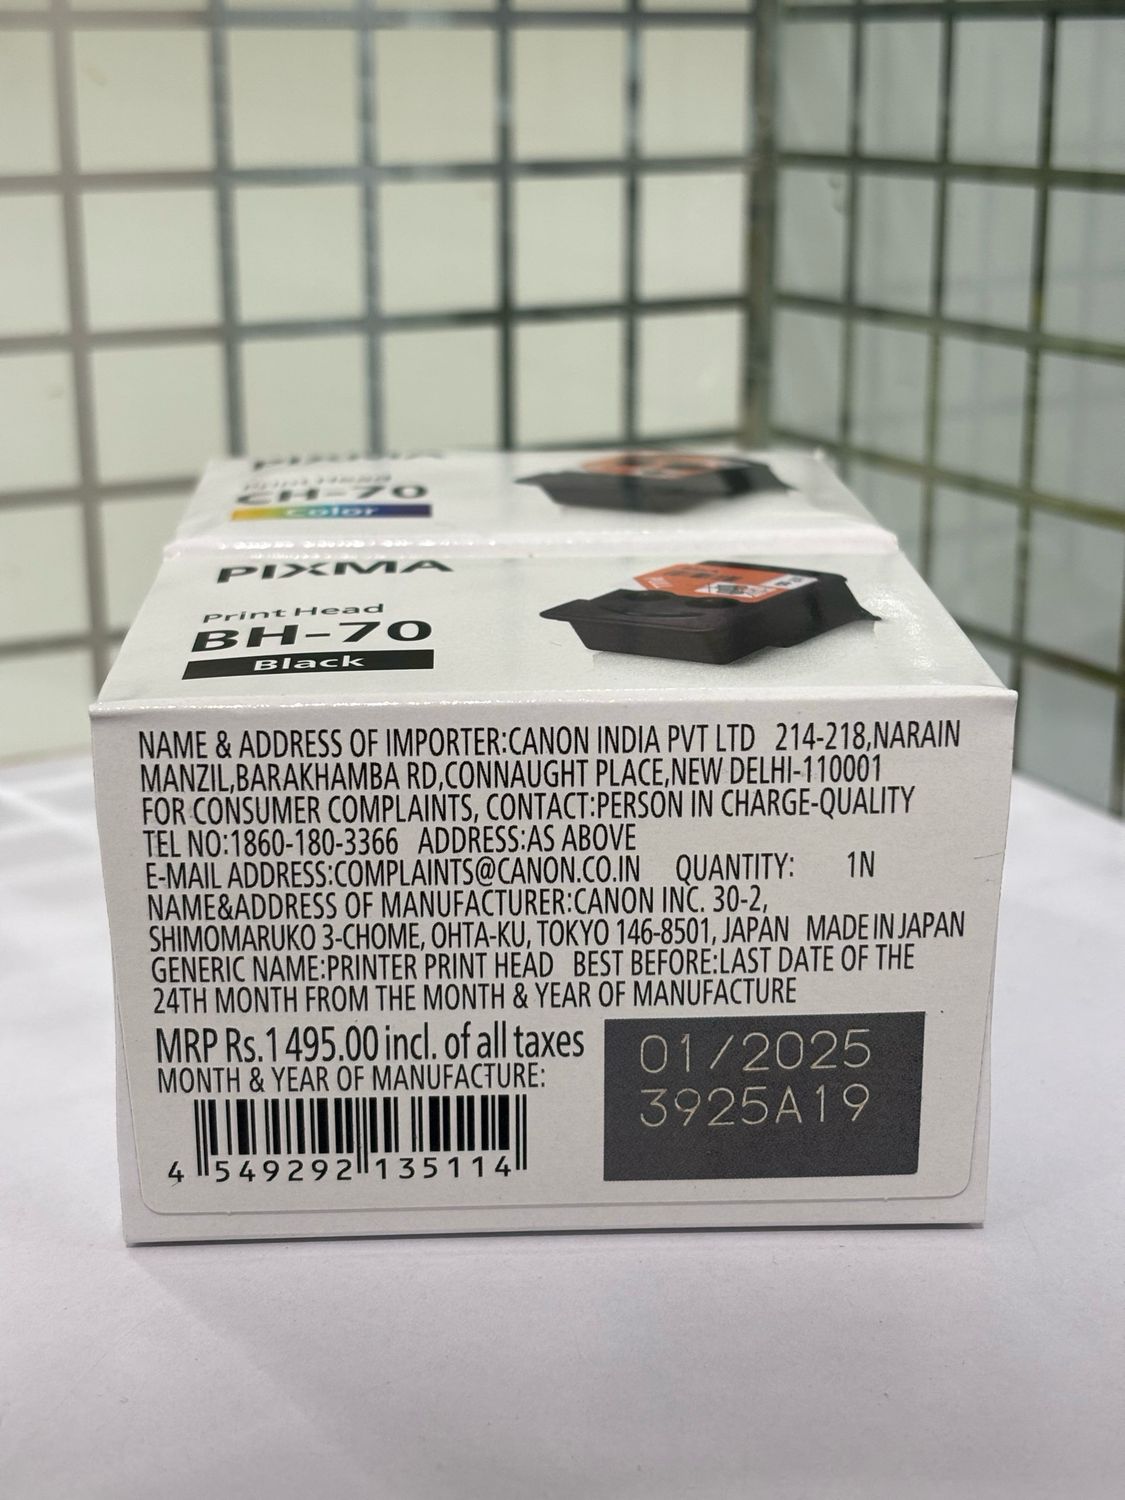 PIXMA
Print Head
CH-70
Color
PIXMA
Print Head
BH-70
Black
NAME & ADDRESS OF IMPORTER:CANON INDIA PVT LTD 214-218,NARAIN
MANZIL,BARAKHAMBA RD,CONNAUGHT PLACE,NEW DELHI-110001
FOR CONSUMER COMPLAINTS, CONTACT:PERSON IN CHARGE-QUALITY
TEL NO:1860-180-3366 ADDRESS:AS ABOVE
E-MAIL ADDRESS:COMPLAINTS@CANON.CO.IN QUANTITY: 1N
NAME&ADDRESS OF MANUFACTURER:CANON INC. 30-2,
SHIMOMARUKO 3-CHOME, OHTA-KU, TOKYO 146-8501, JAPAN MADE IN JAPAN
GENERIC NAME:PRINTER PRINT HEAD BEST BEFORE:LAST DATE OF THE
24TH MONTH FROM THE MONTH & YEAR OF MANUFACTURE
MRP Rs.1495.00 incl. of all taxes
MONTH & YEAR OF MANUFACTURE:
01/2025
3925A19
4 549292 135114